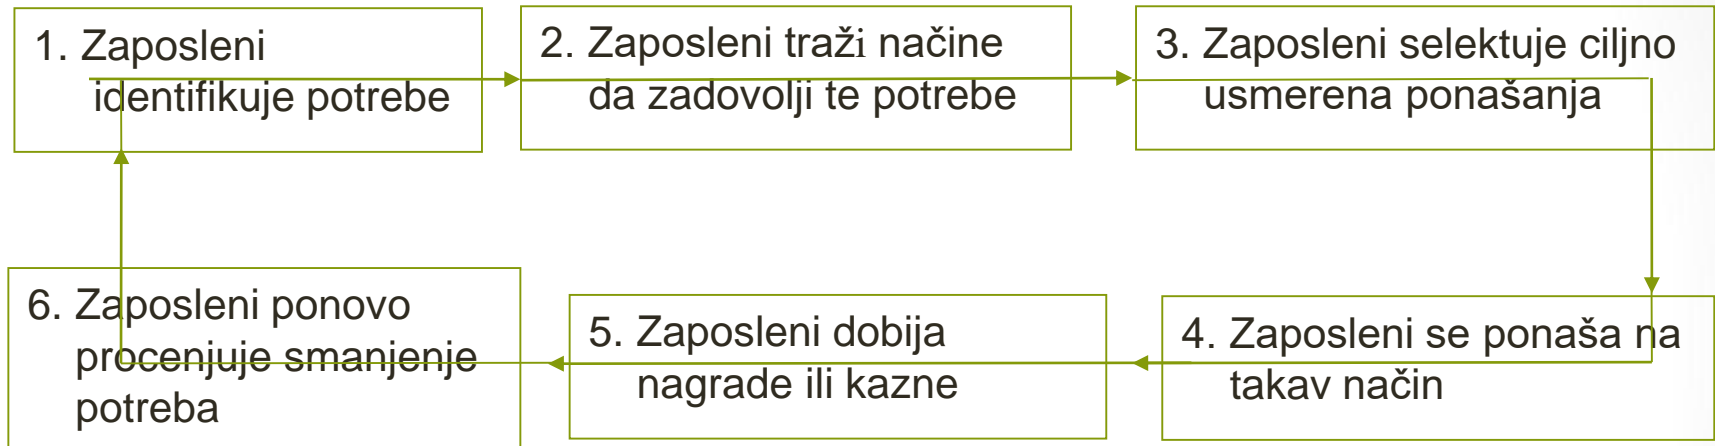 1. Zaposleni
identifikuje potrebe
2. Zaposleni traži načine
da zadovolji te potrebe
3. Zaposleni selektuje ciljno
usmerena ponašanja
4. Zaposleni se ponaša na
takav način
5. Zaposleni dobija
nagrade ili kazne
6. Zaposleni ponovo
procenjuje smanjenje
potreba